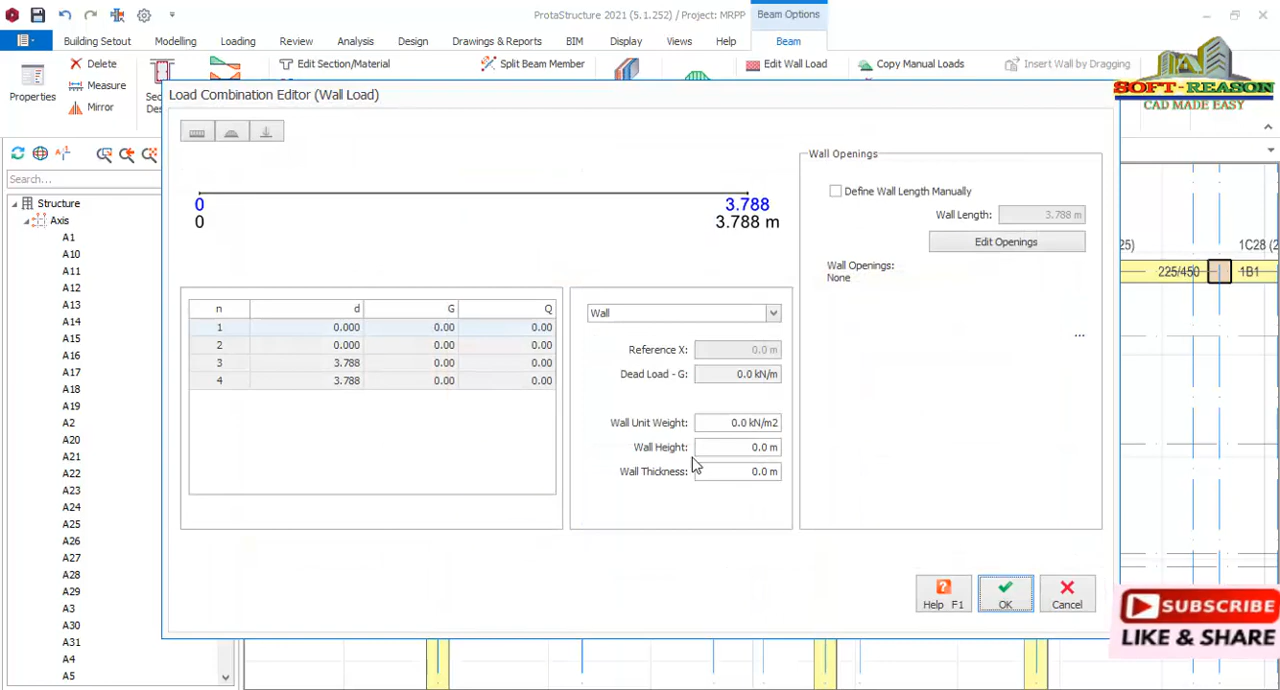 ProtaStructure 2021 (5.1.252) / Project: MRPP
Beam Options
Building Setout Modelling Loading Review Analysis Design Drawings & Reports BIM Display Views Help Beam
Properties
Delete
Measure
Mirror
Edit Section/Material
Split Beam Member
Edit Wall Load
Copy Manual Loads
Insert Wall by Dragging
SOFT-REASON
CAD MADE EASY
Load Combination Editor (Wall Load)
Search...
Structure
Axis
A1
A10
A11
A12
A13
A14
A15
A16
A17
A18
A19
A2
A20
A21
A22
A23
A24
A25
A26
A27
A28
A29
A3
A30
A31
A4
A5
0 3.788
0 3.788 m
n d G Q
1 0.000 0.00 0.00
2 0.000 0.00 0.00
3 3.788 0.00 0.00
4 3.788 0.00 0.00
Wall
Reference X: 0.0 m
Dead Load - G: 0.0 kN/m
Wall Unit Weight: 0.0 kN/m2
Wall Height: 0.0 m
Wall Thickness: 0.0 m
Wall Openings
Define Wall Length Manually
Wall Length: 3.788 m
Edit Openings
Wall Openings:
None
...
Help F1
OK
Cancel
25) 1C28 (2
225/450 1B1
SUBSCRIBE
LIKE & SHARE